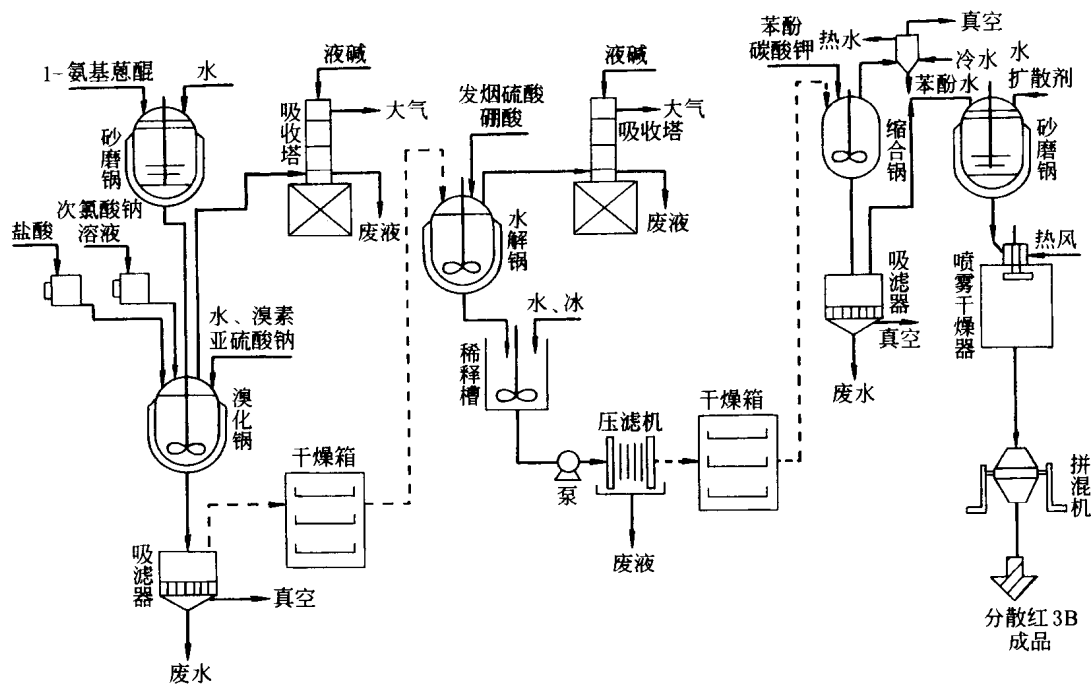 1-氨基蒽醌
水
砂磨锅
液碱
大气
吸收塔
废液
盐酸
次氯酸钠
溶液
水、溴素
亚硫酸钠
溴化锅
吸滤器
真空
废水
干燥箱
发烟硫酸
硼酸
水解锅
液碱
大气
吸收塔
废液
水、冰
稀释槽
泵
压滤机
废液
干燥箱
苯酚
碳酸钾
热水
真空
冷水
缩合锅
苯酚水
吸滤器
真空
废水
水
扩散剂
砂磨锅
热风
喷雾干燥器
拼混机
分散红 3B
成品